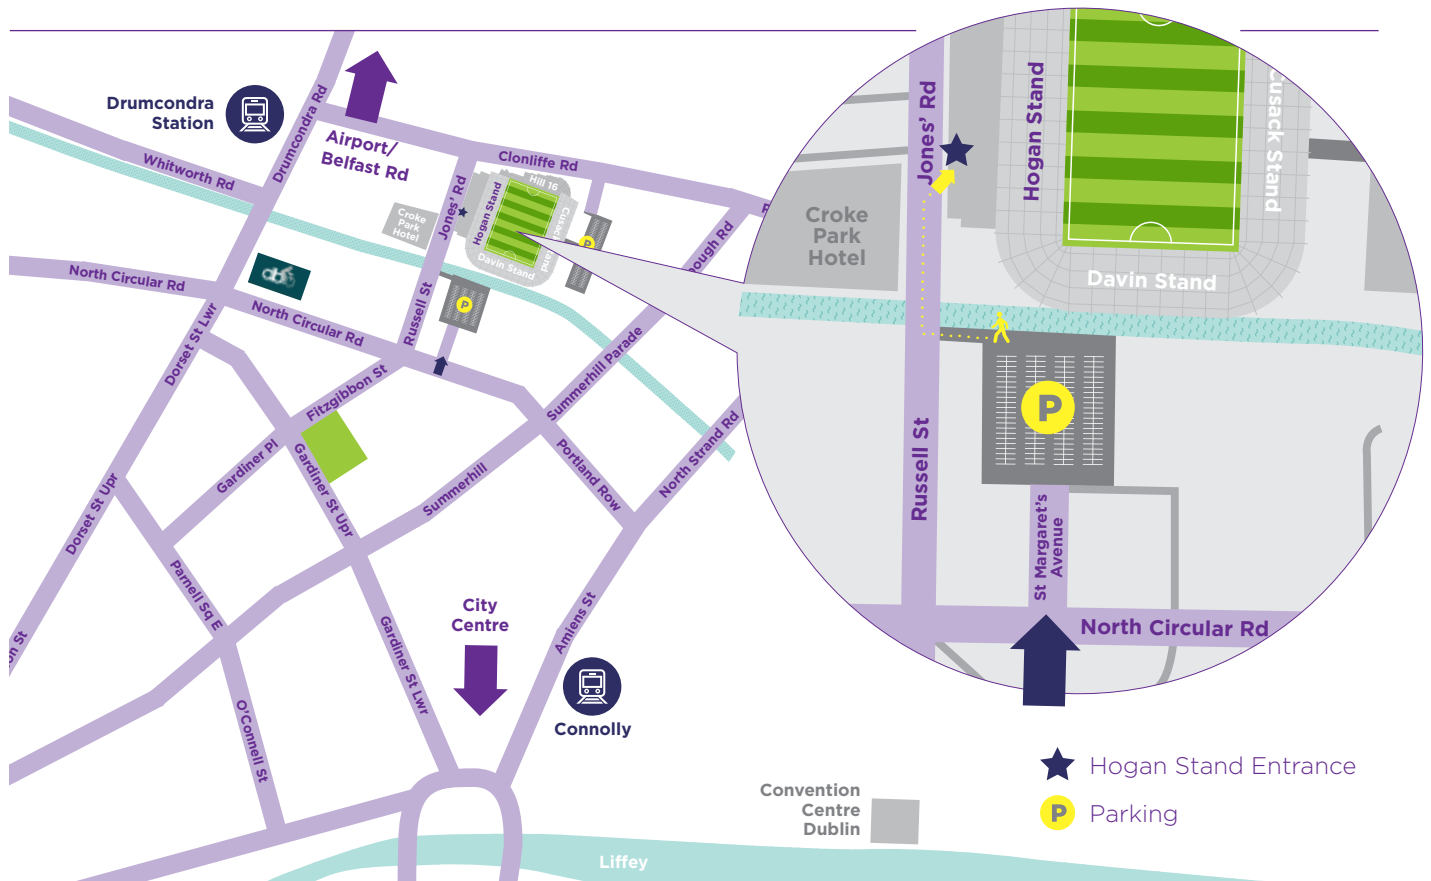 Drumcondra
Station
Drumcondra Rd
Airport/
Belfast Rd
Whitworth Rd
Clonliffe Rd
Jones' Rd
Croke
Park
Hotel
Hogan Stand
Hill 16
Davin Stand
P
P
North Circular Rd
North Circular Rd
Russell St
Dorset St Lwr
Fitzgibbon St
Summerhill Parade
Gardiner Pl
Gardiner St Upr
Summerhill
Portland Row
North Strand Rd
Dorset St Upr
Parnell Sq E
City
Centre
Gardiner St Lwr
Amiens St
O'Connell St
Connolly
Convention
Centre
Dublin
Liffey
Jones' Rd
Hogan Stand
Cusack Stand
Croke
Park
Hotel
Davin Stand
P
Russell St
St Margaret's
Avenue
North Circular Rd
Hogan Stand Entrance
P Parking